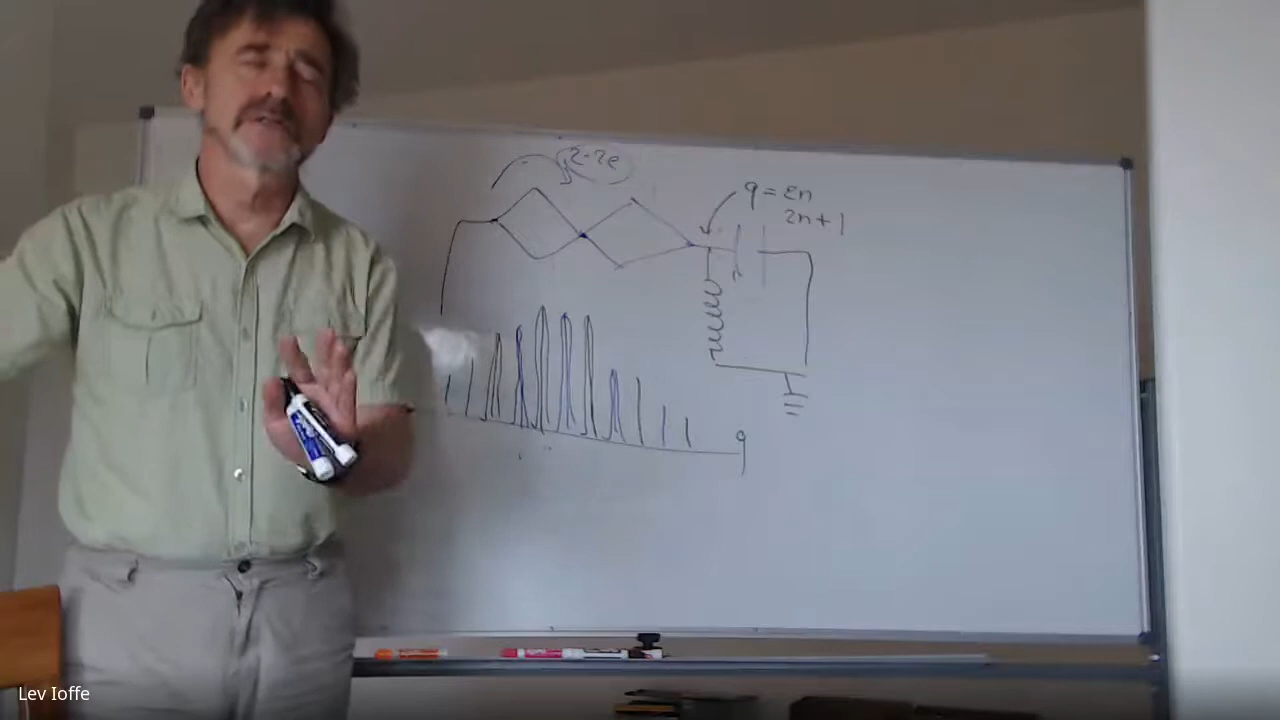 2·2e
q = 2n
2n+1
q
Lev Ioffe